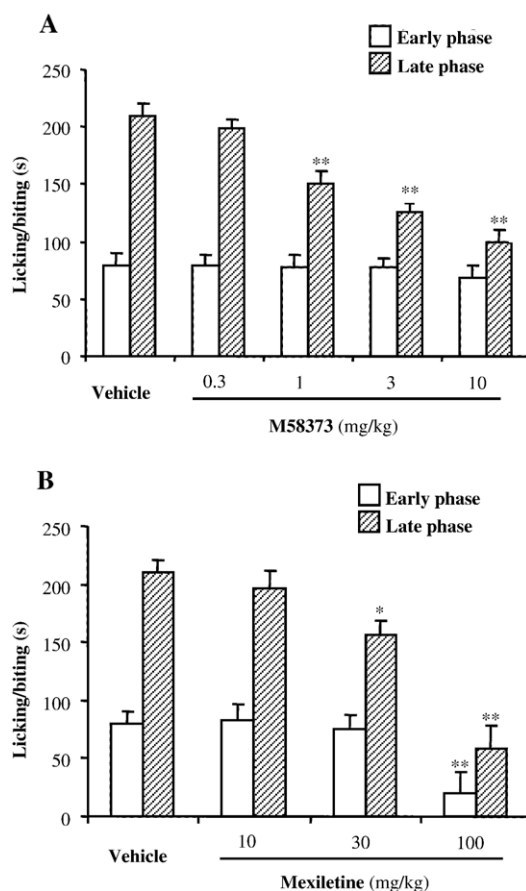 A
Early phase
Late phase
Licking/biting (s)
250
200
150
100
50
0
**
**
**
Vehicle
0.3 1 3 10
M58373 (mg/kg)
B
Early phase
Late phase
Licking/biting (s)
250
200
150
100
50
0
*
**
**
Vehicle
10 30 100
Mexiletine (mg/kg)